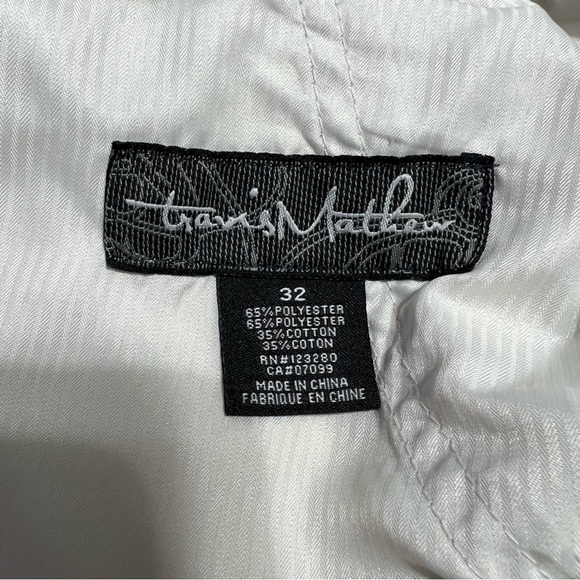 travisMathew
32
65%POLYESTER
65%POLYESTER
35%COTTON
35%COTON
RN#123280
CA#07099
MADE IN CHINA
FABRIQUE EN CHINE